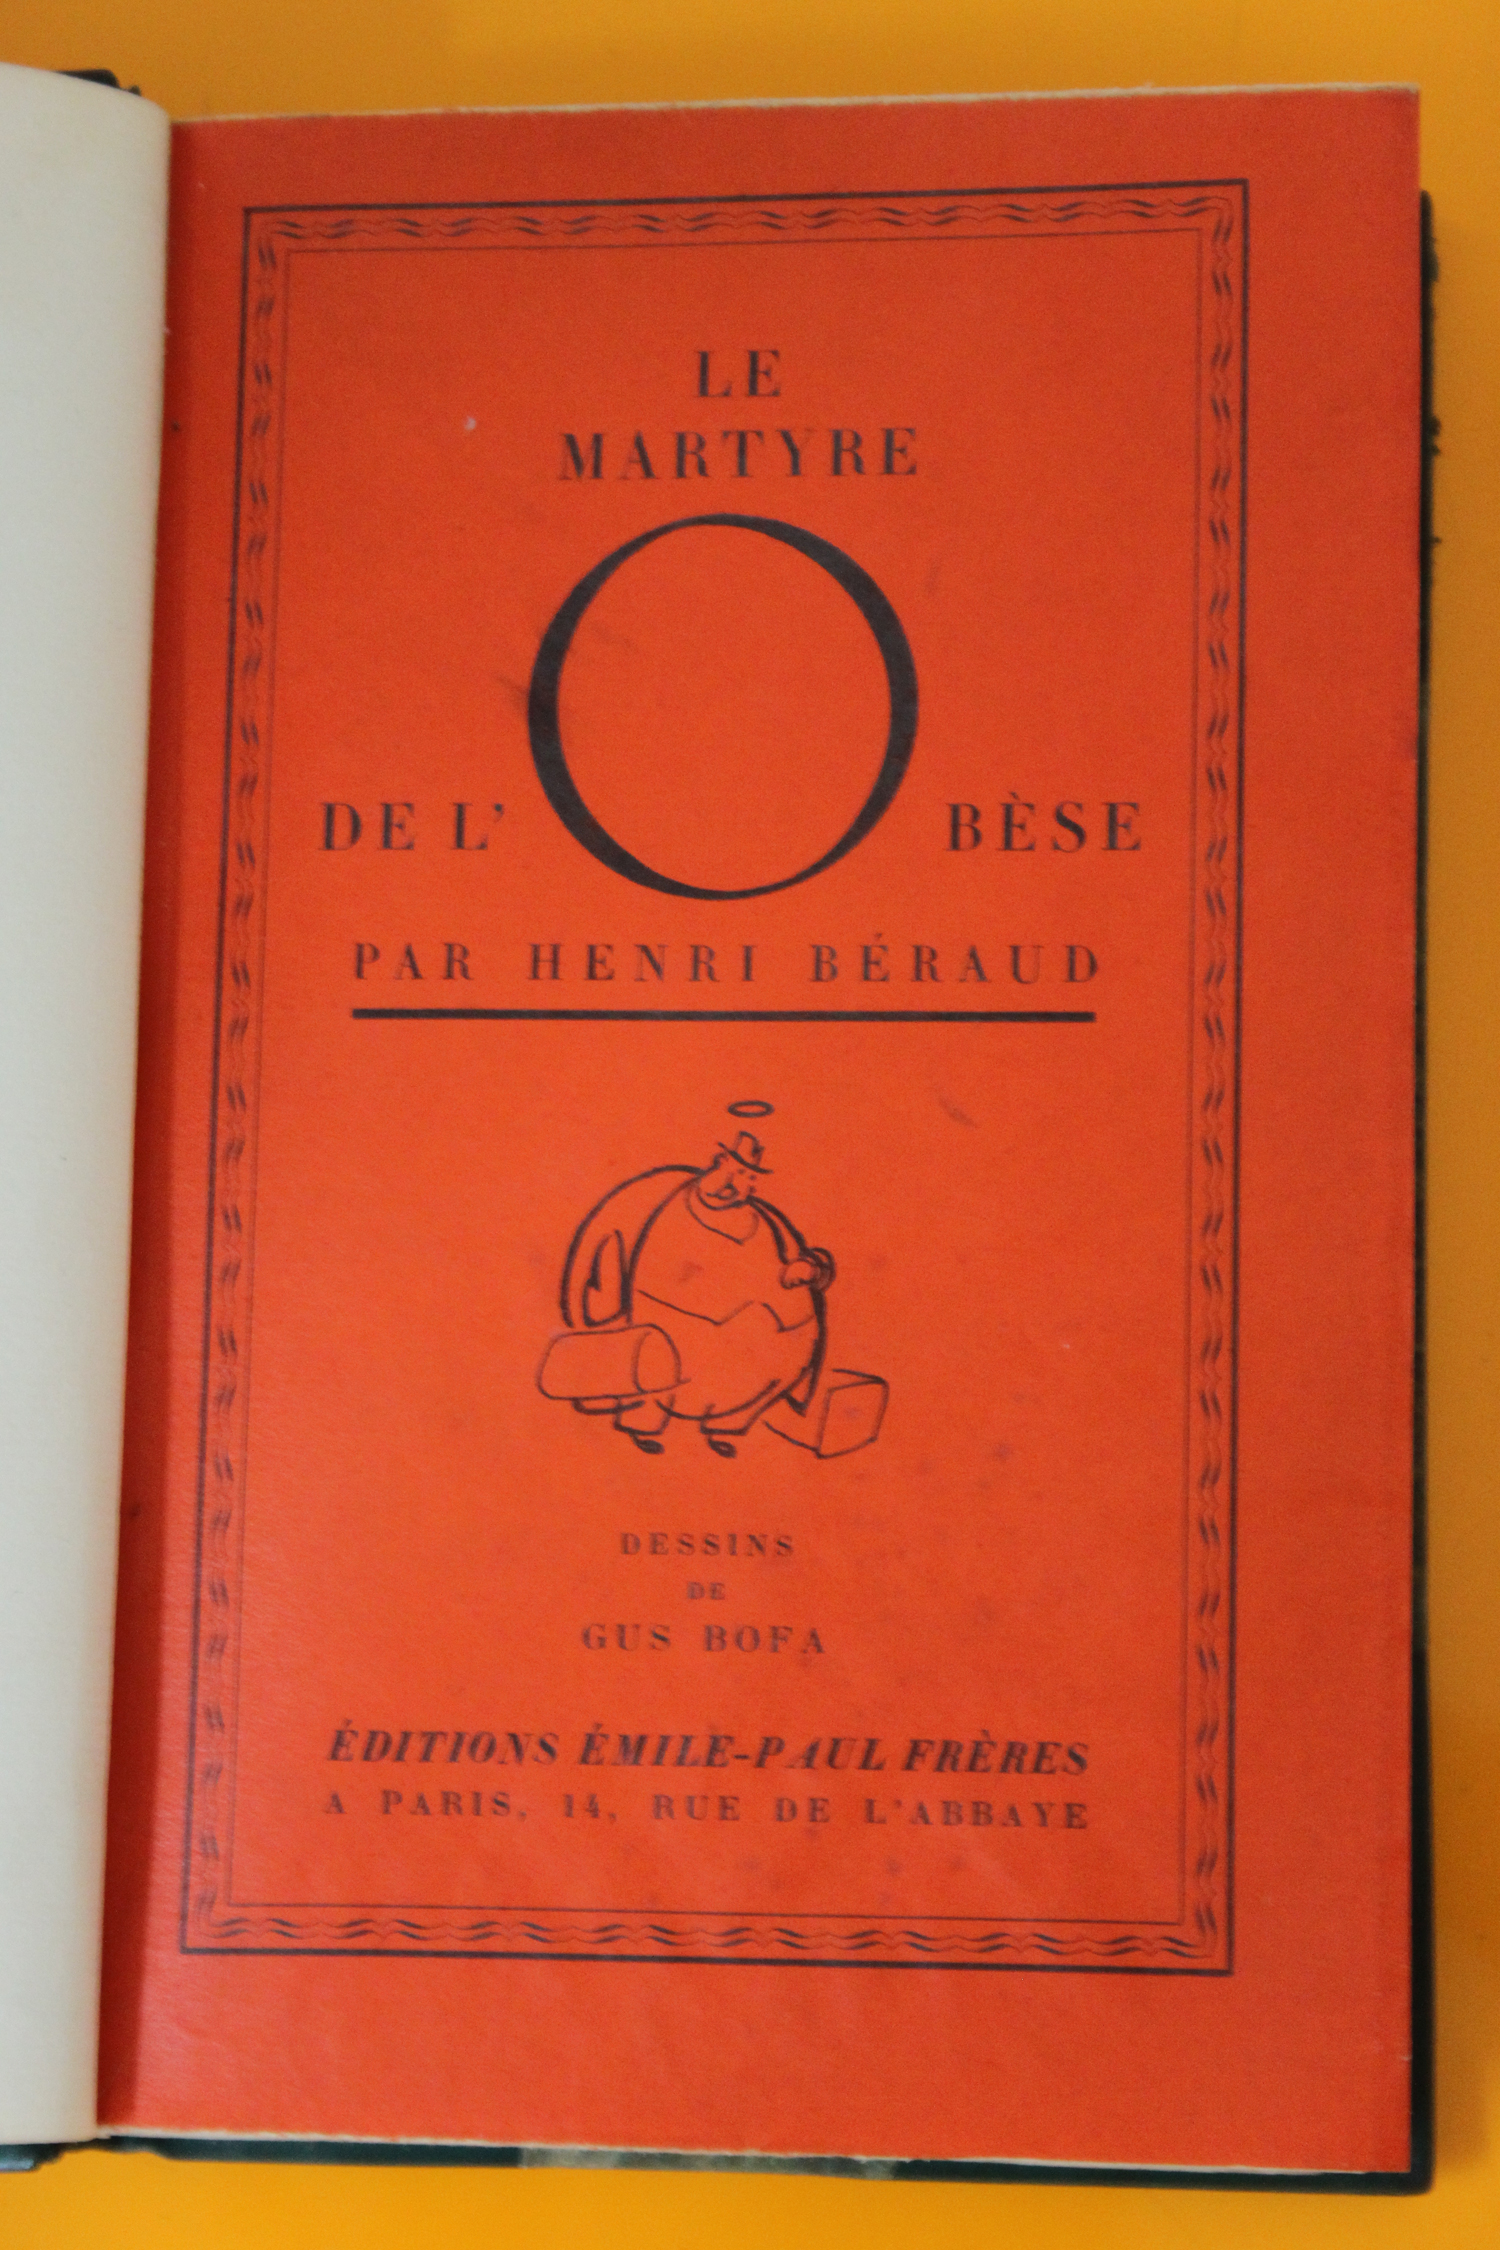 LE
MARTYRE
DE L'OBÈSE
PAR HENRI BÉRAUD
DESSINS
DE
GUS BOFA
ÉDITIONS ÉMILE-PAUL FRÈRES
A PARIS, 14, RUE DE L'ABBAYE